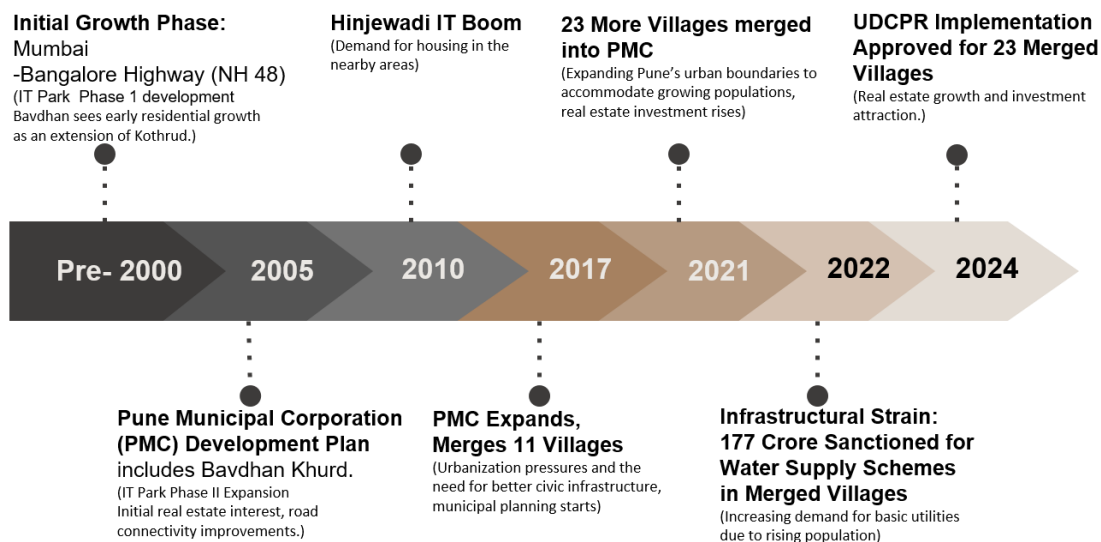 Initial Growth Phase:
Mumbai
-Bangalore Highway (NH 48)
(IT Park  Phase 1 development
Bavdhan sees early residential growth
as an extension of Kothrud.)
Hinjewadi IT Boom
(Demand for housing in the
nearby areas)
23 More Villages merged
into PMC
(Expanding Pune's urban boundaries to
accommodate growing populations,
real estate investment rises)
UDCPR Implementation
Approved for 23 Merged
Villages
(Real estate growth and investment
attraction.)
Pre- 2000
2005
2010
2017
2021
2022
2024
Pune Municipal Corporation
(PMC) Development Plan
includes Bavdhan Khurd.
(IT Park Phase II Expansion
Initial real estate interest, road
connectivity improvements.)
PMC Expands,
Merges 11 Villages
(Urbanization pressures and the
need for better civic infrastructure,
municipal planning starts)
Infrastructural Strain:
177 Crore Sanctioned for
Water Supply Schemes
in Merged Villages
(Increasing demand for basic utilities
due to rising population)